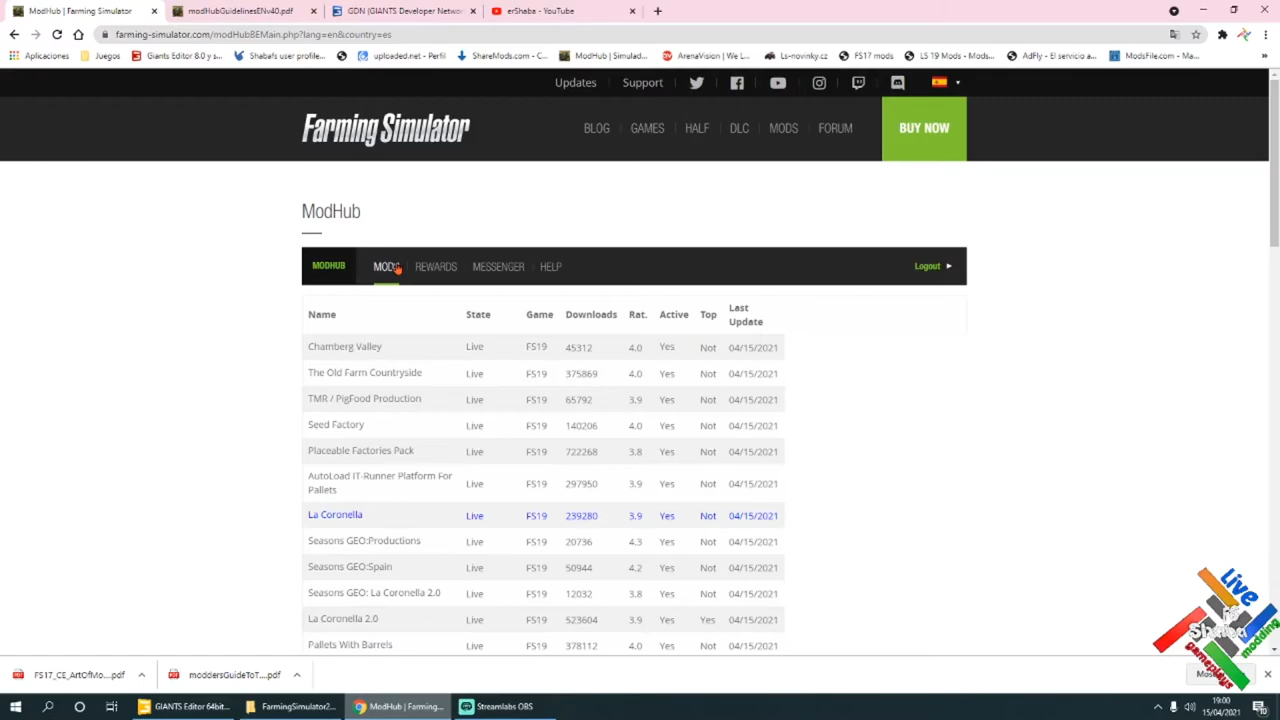 ModHub | Farming Simulator
modHubGuidelinesENv40.pdf
GDN (GIANTS Developer Networ
erShaba - YouTube
farming-simulator.com/modHubBEMain.php?lang=en&country=es
Aplicaciones
Juegos
Giants Editor 8.0 y s...
Shabafs user profile...
uploaded.net - Perfil
ShareMods.com - C...
ModHub | Simulad...
ArenaVision | We L...
Ls-novinky.cz
FS17 mods
LS 19 Mods - Mods...
AdFly - El servicio a...
ModsFile.com - Ma...
Updates
Support
Farming Simulator
BLOG
GAMES
HALF
DLC
MODS
FORUM
BUY NOW
ModHub
MODHUB
MODS
REWARDS
MESSENGER
HELP
Logout
Name State Game Downloads Rat. Active Top Last
Update
Chamberg Valley Live FS19 45312 4.0 Yes Not 04/15/2021
The Old Farm Countryside Live FS19 375869 4.0 Yes Not 04/15/2021
TMR / PigFood Production Live FS19 65792 3.9 Yes Not 04/15/2021
Seed Factory Live FS19 140206 4.0 Yes Not 04/15/2021
Placeable Factories Pack Live FS19 722268 3.8 Yes Not 04/15/2021
AutoLoad IT-Runner Platform For
Pallets Live FS19 297950 3.9 Yes Not 04/15/2021
La Coronella Live FS19 239280 3.9 Yes Not 04/15/2021
Seasons GEO:Productions Live FS19 20736 4.3 Yes Not 04/15/2021
Seasons GEO:Spain Live FS19 50944 4.2 Yes Not 04/15/2021
Seasons GEO: La Coronella 2.0 Live FS19 12032 3.8 Yes Not 04/15/2021
La Coronella 2.0 Live FS19 523604 3.9 Yes Yes 04/15/2021
Pallets With Barrels Live FS19 378112 4.0 Yes Not 04/15/2021
Live
Shaba
modding
gameplays
FS17_CE_ArtOfMo....pdf
moddersGuideToT....pdf
GIANTS Editor 64bit...
FarmingSimulator2...
ModHub | Farming...
Streamlabs OBS
19:00
15/04/2021
10